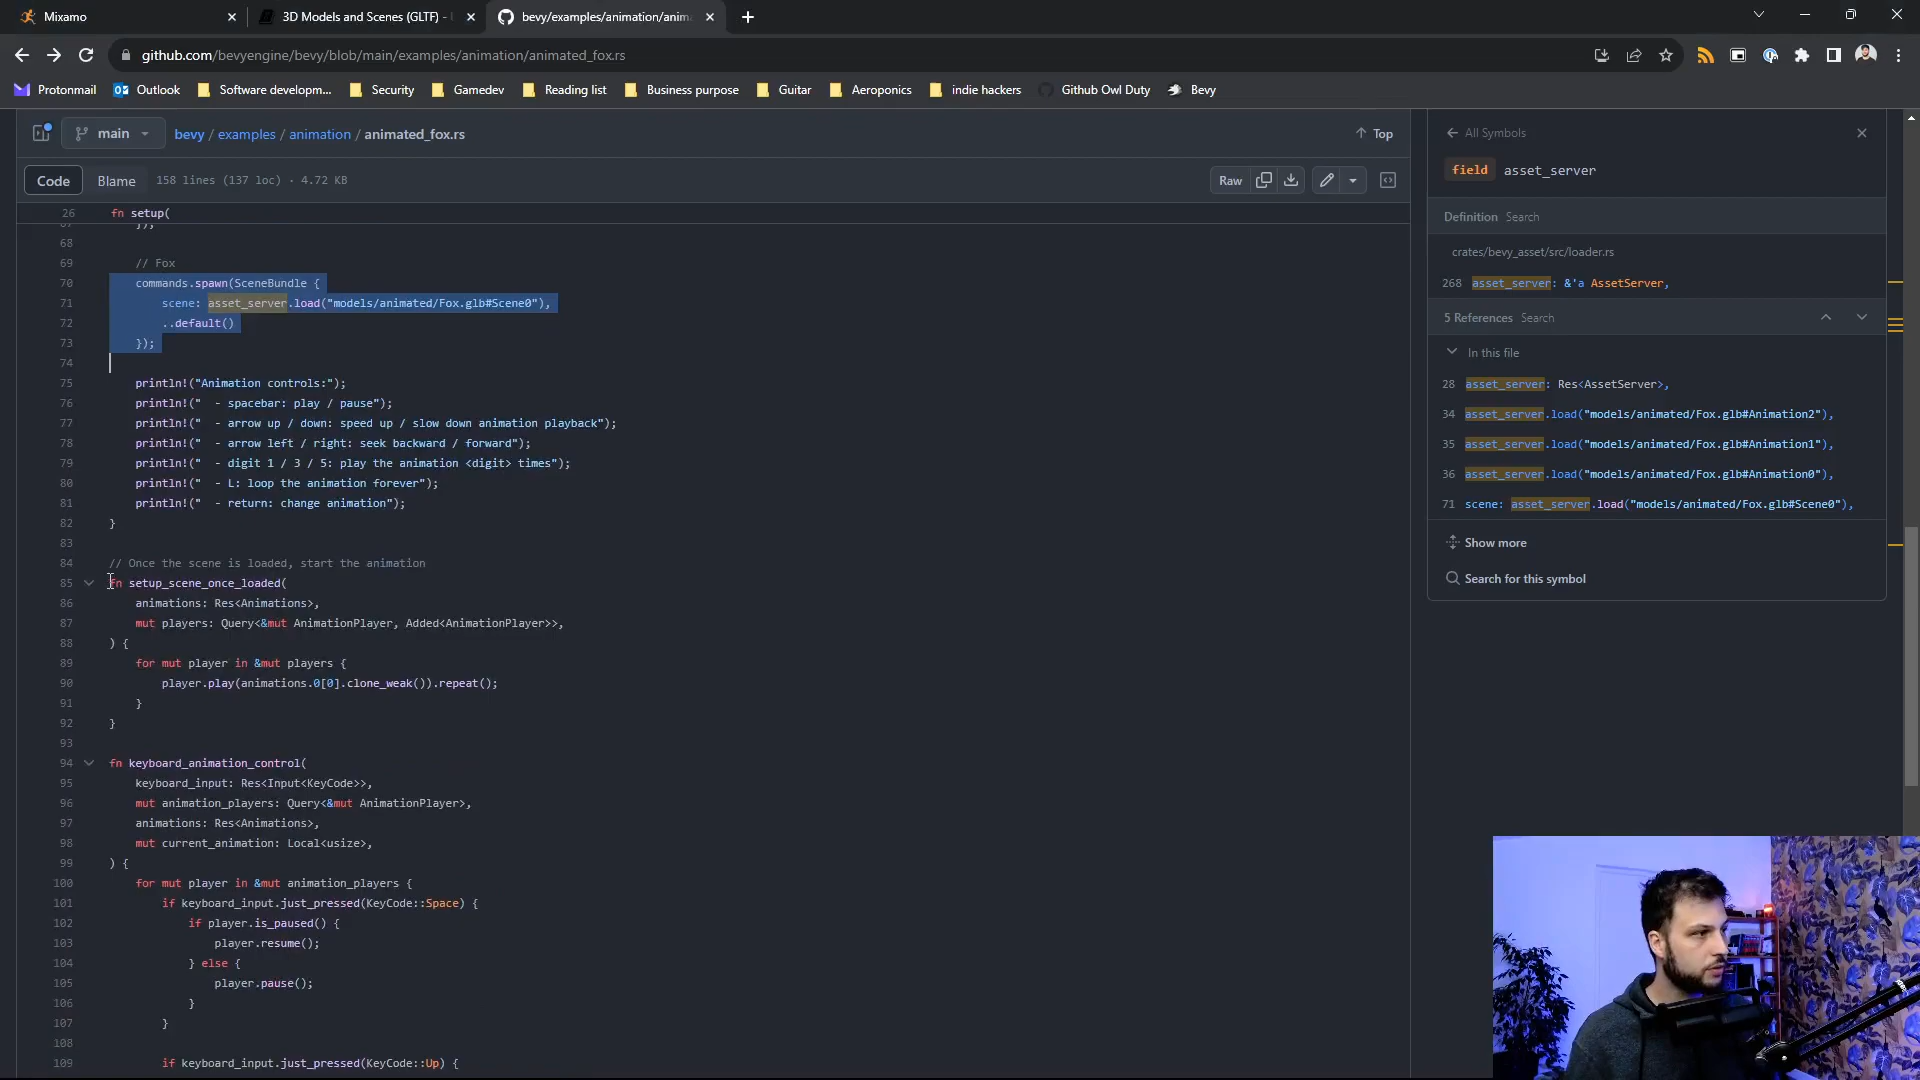 Mixamo
3D Models and Scenes (GLTF) -
bevy/examples/animation/anim
github.com/bevyengine/bevy/blob/main/examples/animation/animated_fox.rs
Protonmail Outlook Software developm... Security Gamedev Reading list Business purpose Guitar Aeroponics indie hackers Github Owl Duty Bevy
main bevy / examples / animation / animated_fox.rs Top
Code Blame 158 lines (137 loc) · 4.72 KB Raw
26 fn setup(
67 });
68
69 // Fox
70 commands.spawn(SceneBundle {
71 scene: asset_server.load("models/animated/Fox.glb#Scene0"),
72 ..default()
73 });
74
75 println!("Animation controls:");
76 println!("  - spacebar: play / pause");
77 println!("  - arrow up / down: speed up / slow down animation playback");
78 println!("  - arrow left / right: seek backward / forward");
79 println!("  - digit 1 / 3 / 5: play the animation <digit> times");
80 println!("  - L: loop the animation forever");
81 println!("  - return: change animation");
82 }
83
84 // Once the scene is loaded, start the animation
85 fn setup_scene_once_loaded(
86 animations: Res<Animations>,
87 mut players: Query<&mut AnimationPlayer, Added<AnimationPlayer>>,
88 ) {
89 for mut player in &mut players {
90 player.play(animations.0[0].clone_weak()).repeat();
91 }
92 }
93
94 fn keyboard_animation_control(
95 keyboard_input: Res<Input<KeyCode>>,
96 mut animation_players: Query<&mut AnimationPlayer>,
97 animations: Res<Animations>,
98 mut current_animation: Local<usize>,
99 ) {
100 for mut player in &mut animation_players {
101 if keyboard_input.just_pressed(KeyCode::Space) {
102 if player.is_paused() {
103 player.resume();
104 } else {
105 player.pause();
106 }
107 }
108
109 if keyboard_input.just_pressed(KeyCode::Up) {
All Symbols
field asset_server
Definition Search
crates/bevy_asset/src/loader.rs
268 asset_server: &'a AssetServer,
5 References Search
In this file
28 asset_server: Res<AssetServer>,
34 asset_server.load("models/animated/Fox.glb#Animation2"),
35 asset_server.load("models/animated/Fox.glb#Animation1"),
36 asset_server.load("models/animated/Fox.glb#Animation0"),
71 scene: asset_server.load("models/animated/Fox.glb#Scene0"),
Show more
Search for this symbol